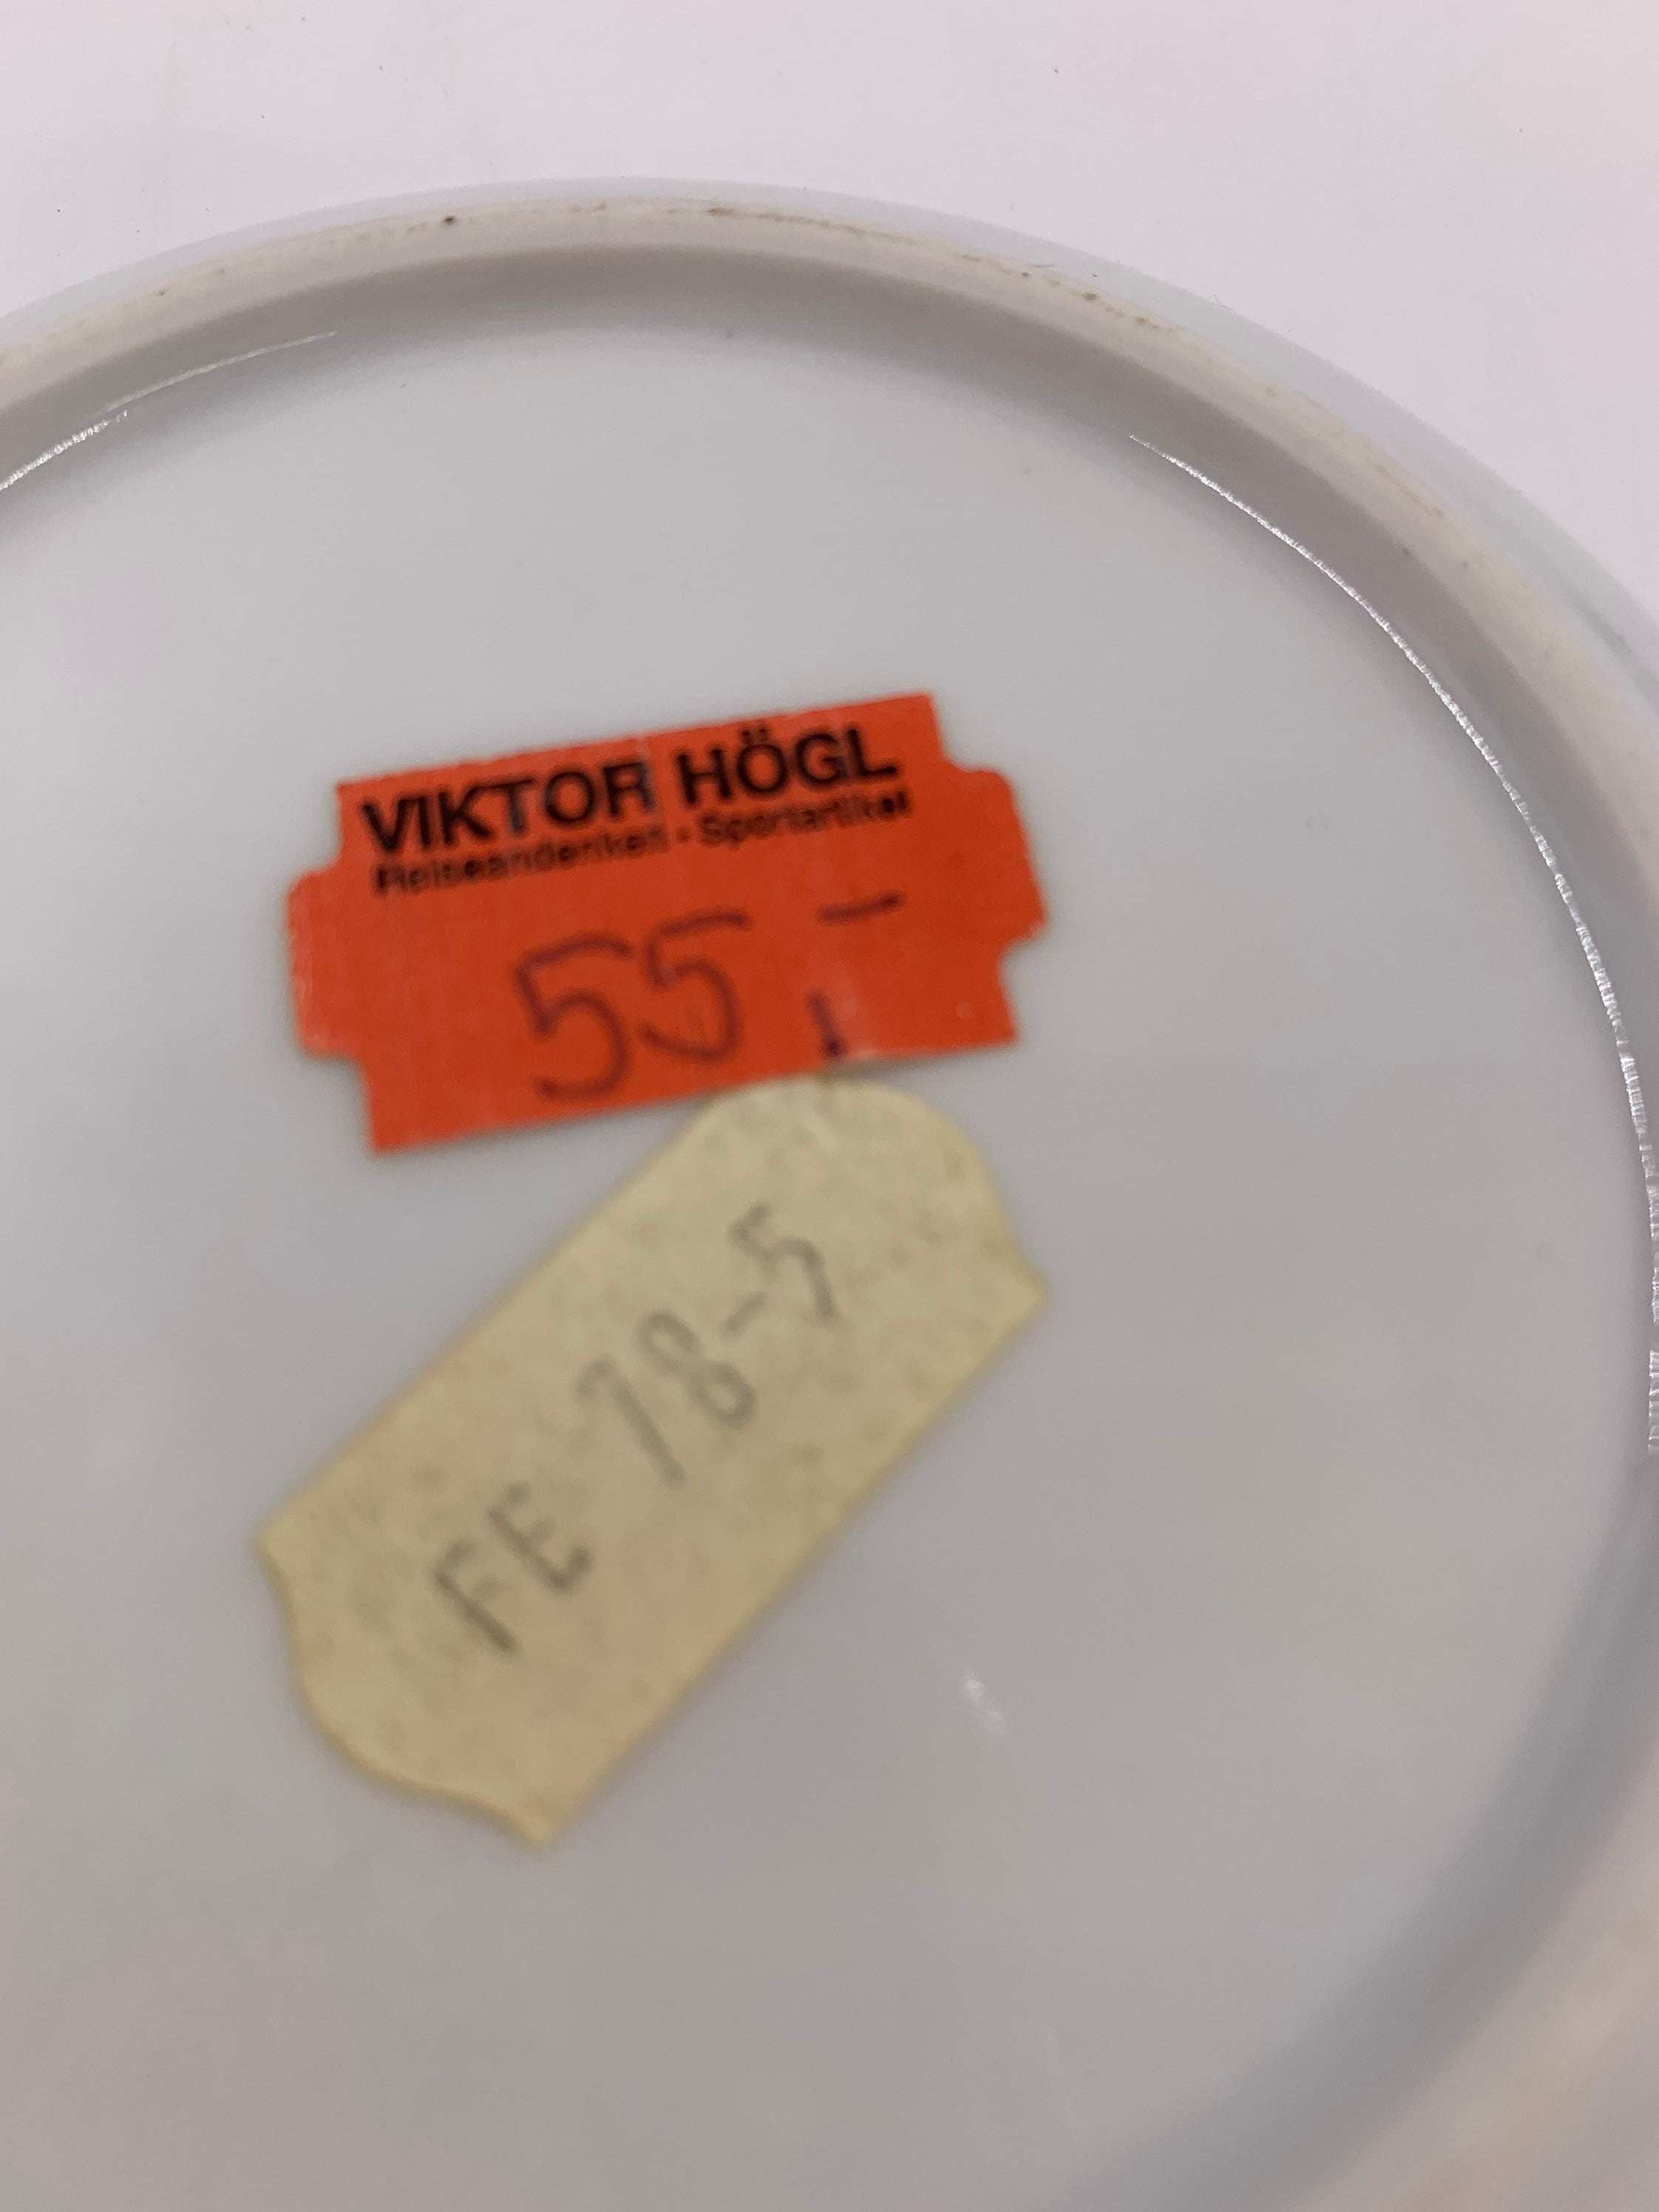 VIKTOR HÖGL
Reiseandenken - Sportartikel
55,-
FE 78-5